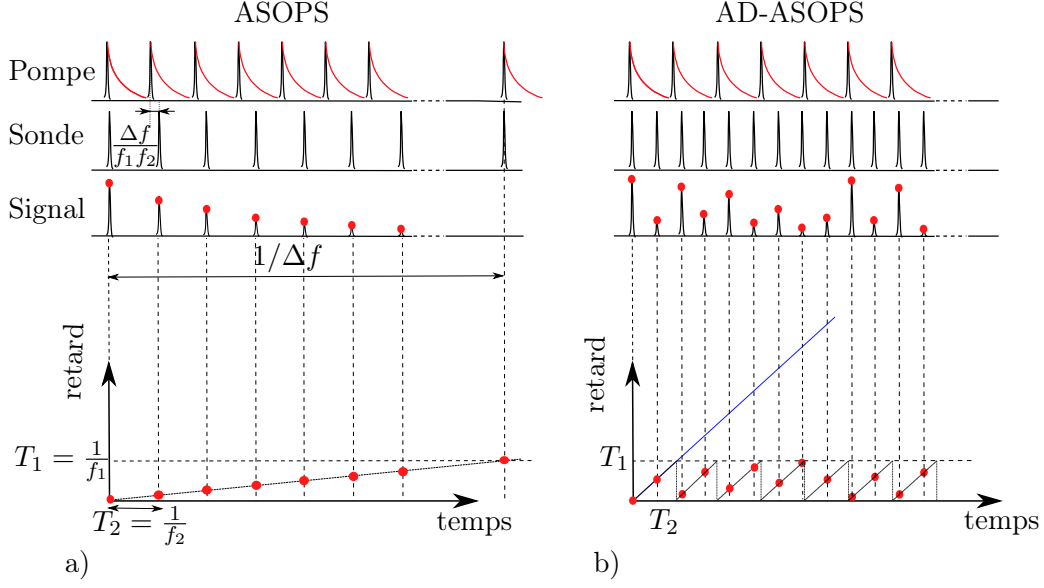 ASOPS
AD-ASOPS
Pompe
Sonde
Δf
f₁f₂
Signal
1/Δf
retard
T₁ = 1/f₁
T₂ = 1/f₂
temps
a)
retard
T₁
T₂
temps
b)